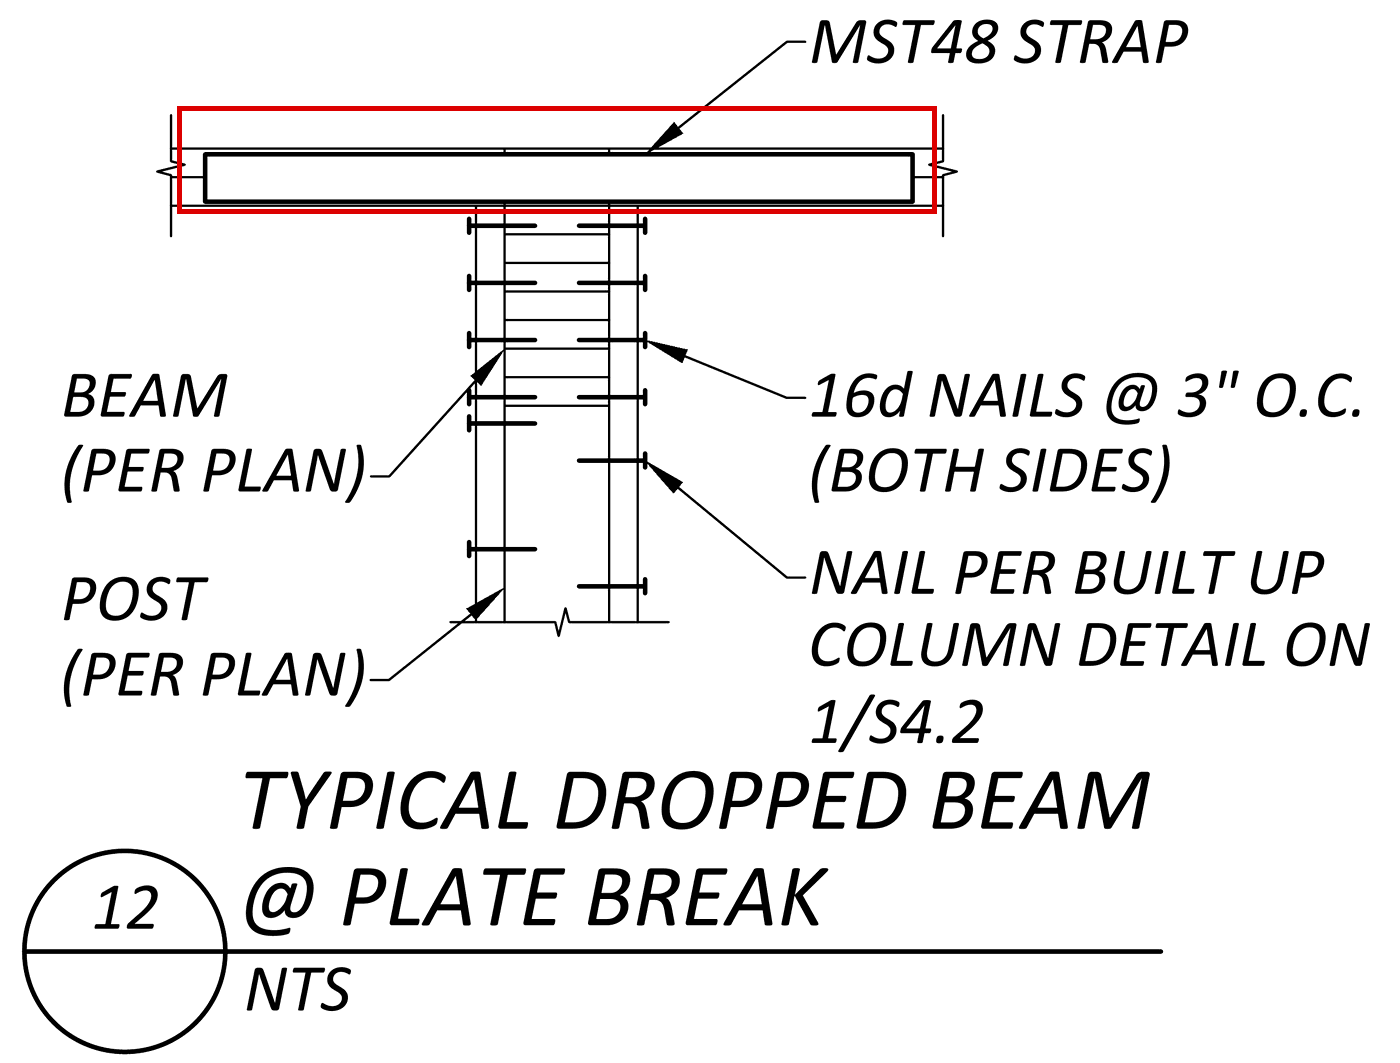 MST48 STRAP
BEAM
(PER PLAN)
16d NAILS @ 3" O.C.
(BOTH SIDES)
POST
(PER PLAN)
NAIL PER BUILT UP
COLUMN DETAIL ON
1/S4.2
TYPICAL DROPPED BEAM
@ PLATE BREAK
12
NTS